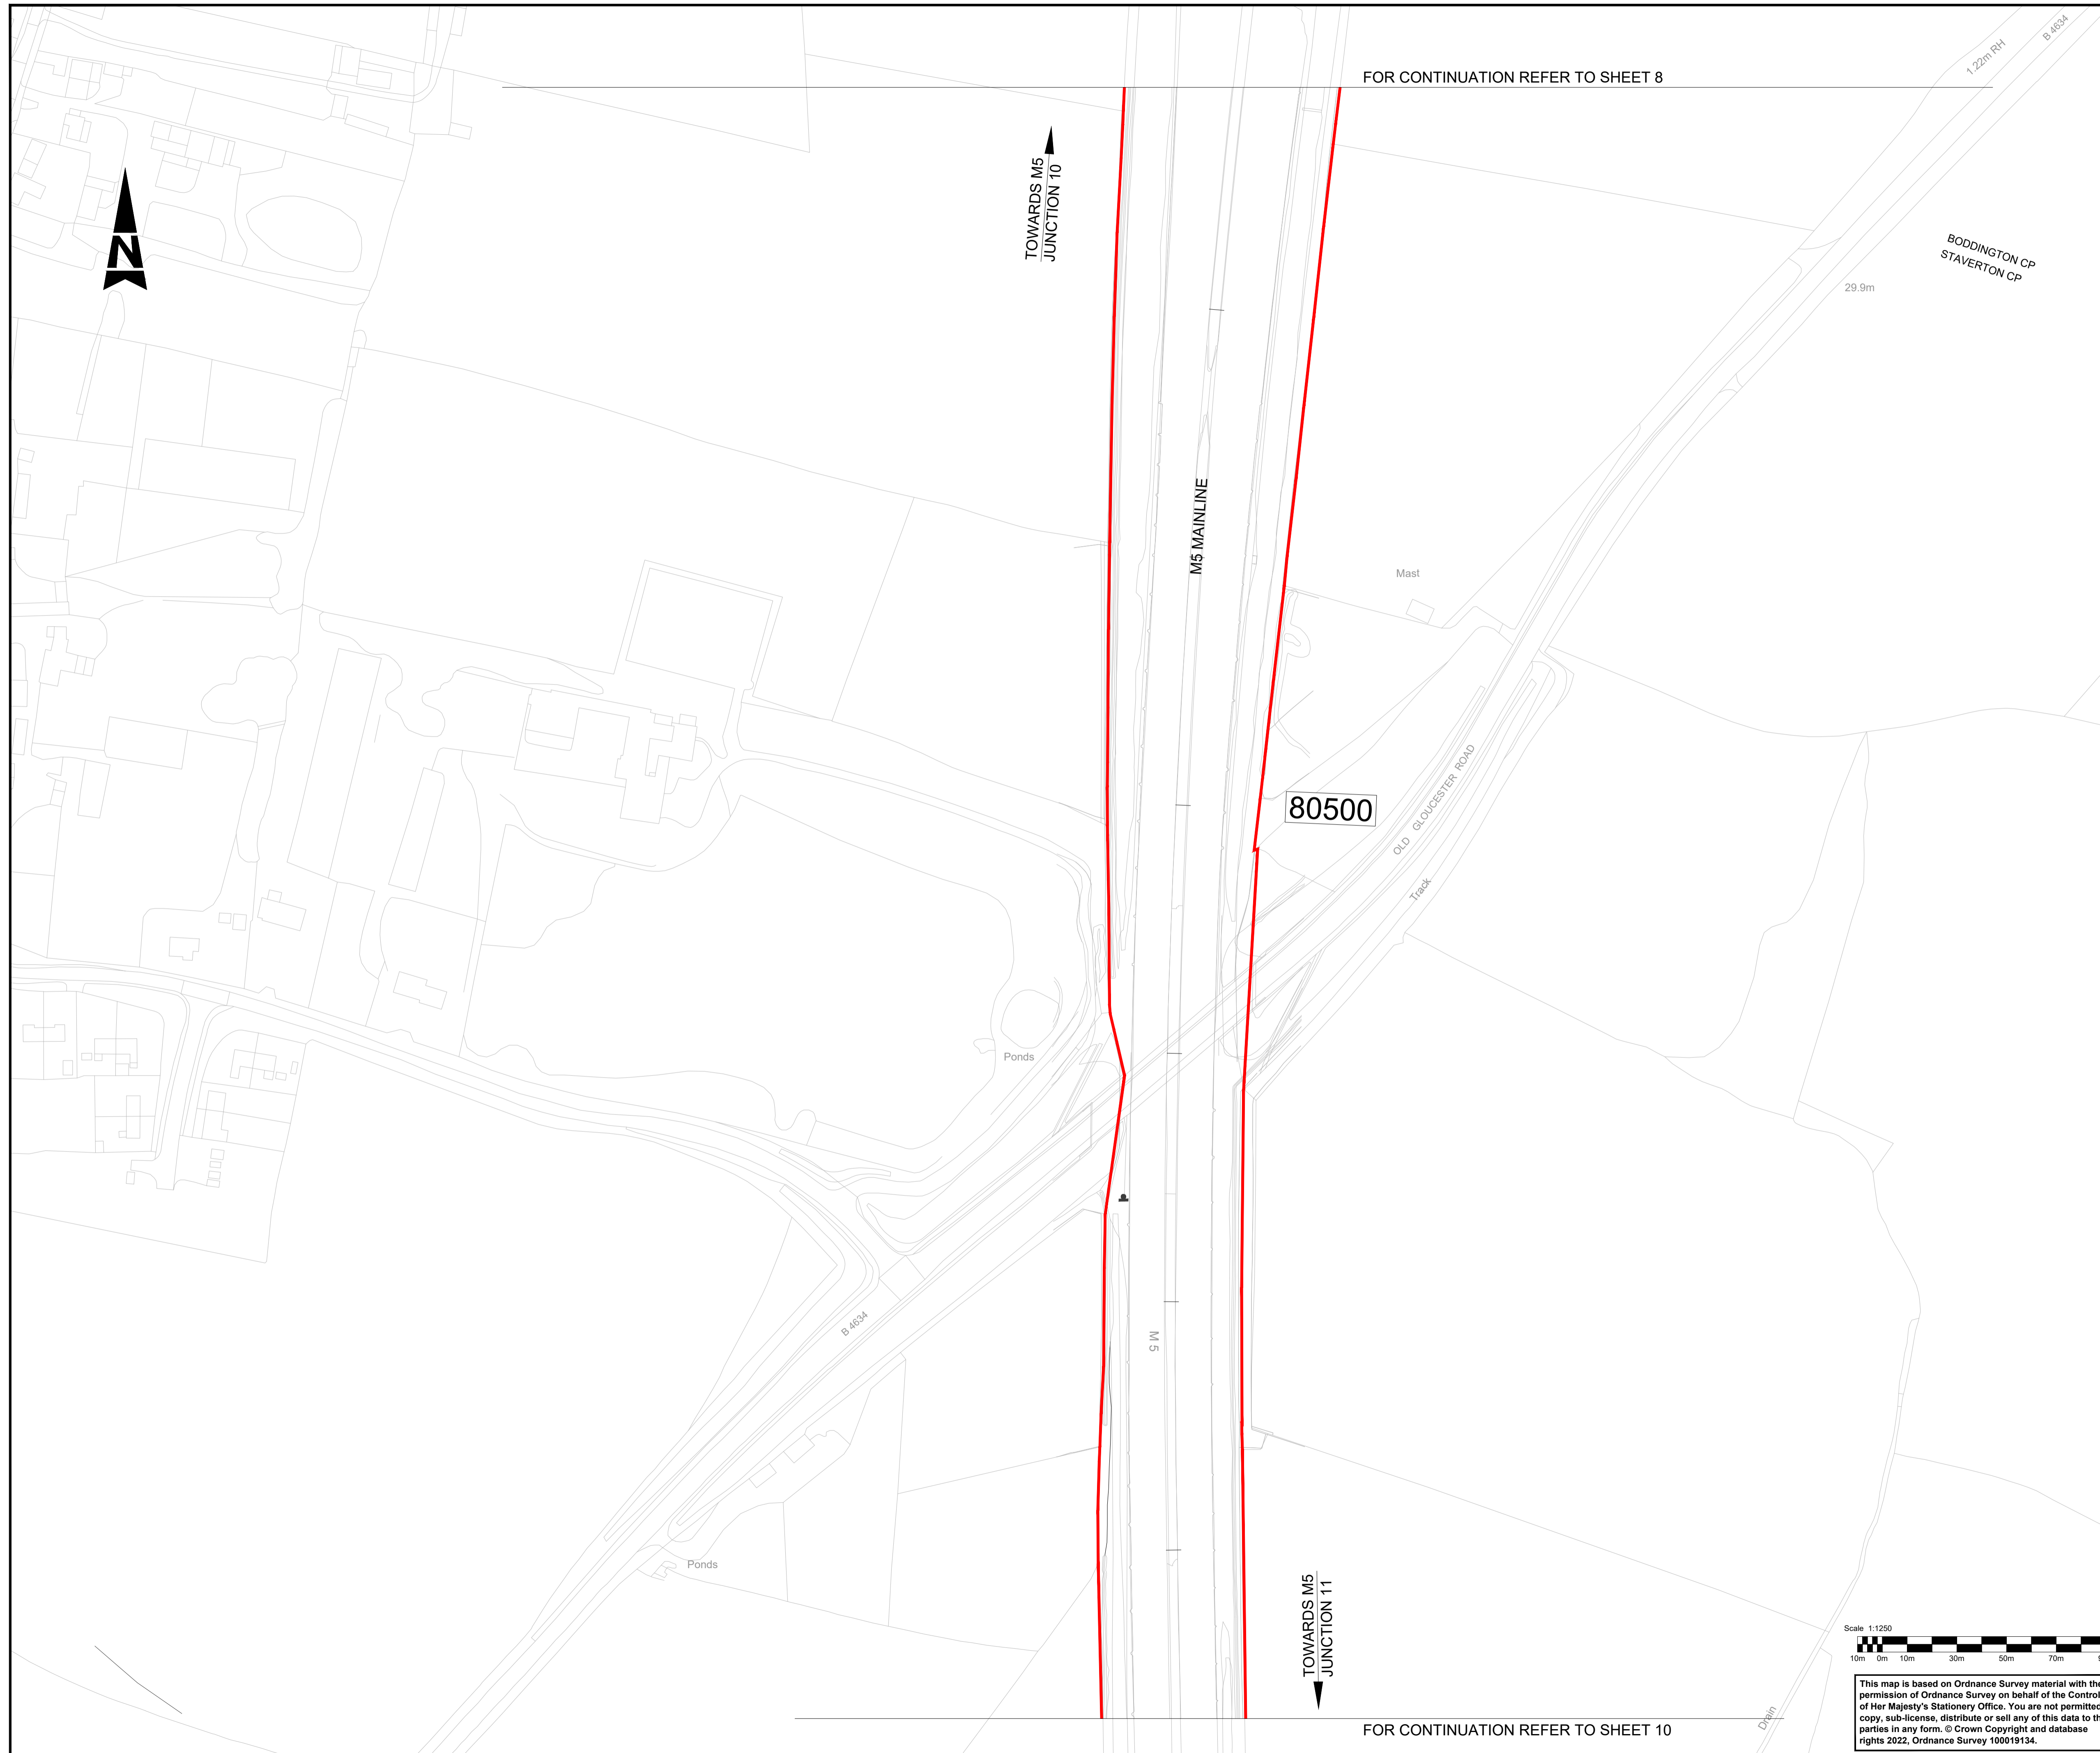 FOR CONTINUATION REFER TO SHEET 8
1.22m RH
B 4634
TOWARDS M5
JUNCTION 10
N
BODDINGTON CP
STAVERTON CP
29.9m
M5 MAINLINE
Mast
80500
OLD GLOUCESTER ROAD
Track
Ponds
B 4634
M 5
Ponds
TOWARDS M5
JUNCTION 11
Drain
FOR CONTINUATION REFER TO SHEET 10
Scale 1:1250
10m 0m 10m 30m 50m 70m
This map is based on Ordnance Survey material with the
permission of Ordnance Survey on behalf of the
of Her Majesty's Stationery Office. You are not permitted
copy, sub-license, distribute or sell any of this data to
parties in any form. © Crown Copyright and database
rights 2022, Ordnance Survey 100019134.